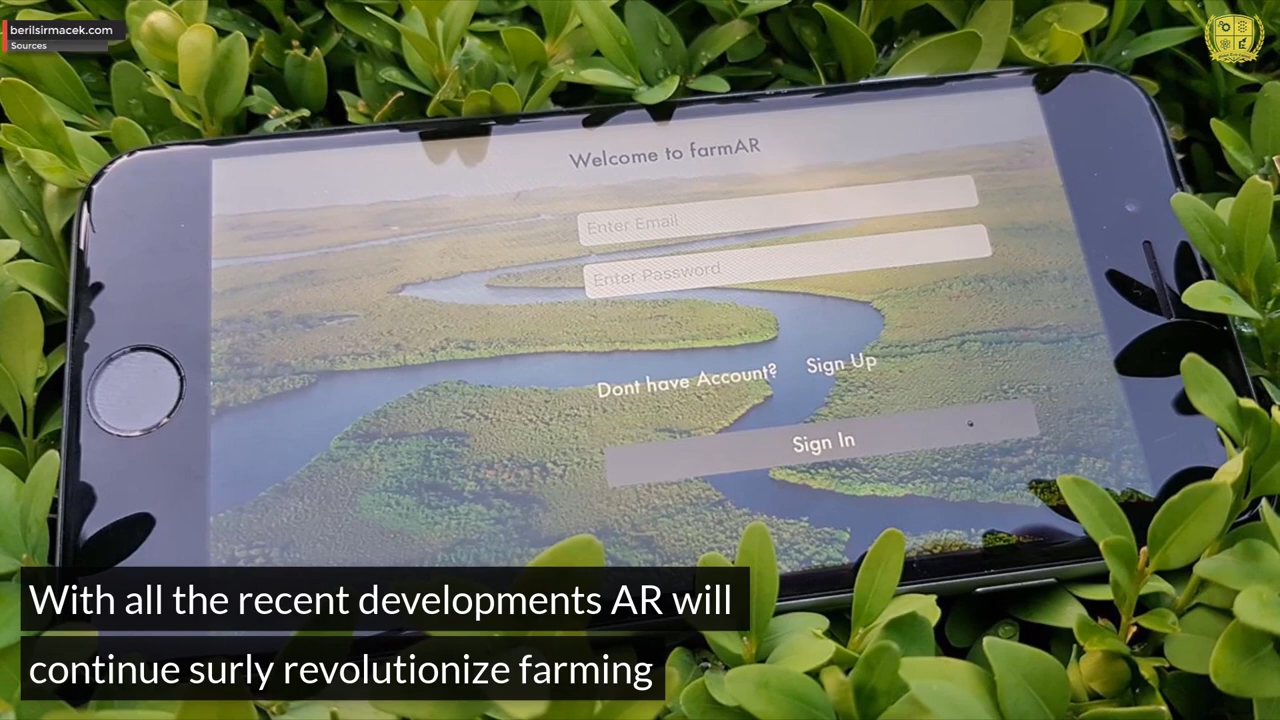 berilsirmacek.com
Sources
Welcome to farmAR
Enter Email
Enter Password
Dont have Account? Sign Up
Sign In
With all the recent developments AR will
continue surly revolutionize farming